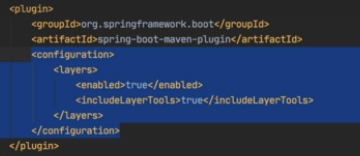 <plugin>
<groupId>org.springframework.boot</groupId>
<artifactId>spring-boot-maven-plugin</artifactId>
<configuration>
<layers>
<enabled>true</enabled>
<includeLayerTools>true</includeLayerTools>
</layers>
</configuration>
</plugin>